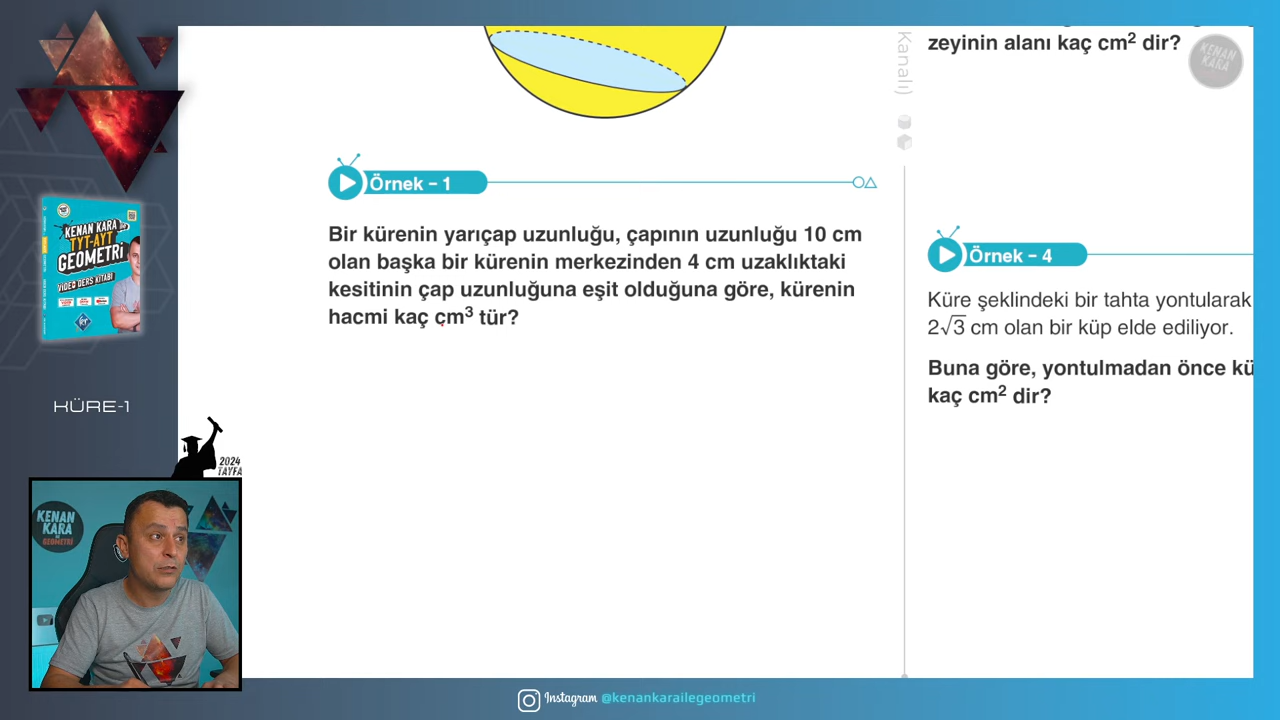 Kanalı)
zeyinin alanı kaç cm² dir?
KENAN
KARA
Örnek – 1
Bir kürenin yarıçap uzunluğu, çapının uzunluğu 10 cm
olan başka bir kürenin merkezinden 4 cm uzaklıktaki
kesitinin çap uzunluğuna eşit olduğuna göre, kürenin
hacmi kaç cm³ tür?
Örnek – 4
Küre şeklindeki bir tahta yontularak
2√3 cm olan bir küp elde ediliyor.
Buna göre, yontulmadan önce kü
kaç cm² dir?
KENAN KARA
TYT-AYT
GEOMETRİ
VİDEO DERS KİTABI
KÜRE-1
2024
TAYFA
KENAN
KARA
GEOMETRİ
Instagram @kenankarailegeometri